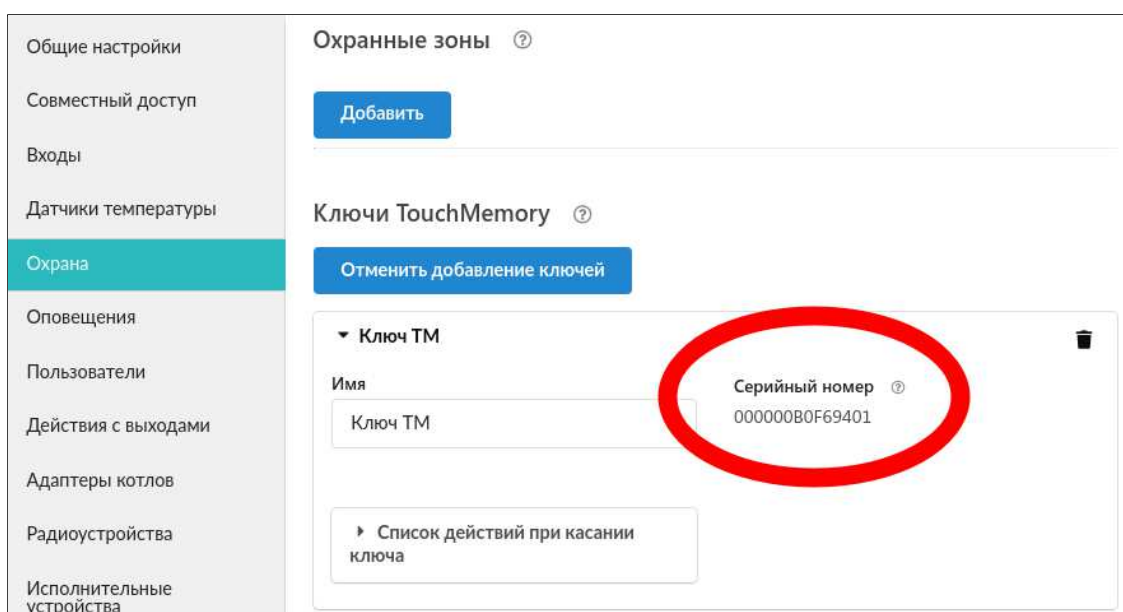 Общие настройки
Совместный доступ
Входы
Датчики температуры
Охрана
Оповещения
Пользователи
Действия с выходами
Адаптеры котлов
Радиоустройства
Исполнительные
устройства
Охранные зоны ?
Добавить
Ключи TouchMemory ?
Отменить добавление ключей
Ключ ТМ
Имя
Ключ ТМ
Серийный номер ?
000000B0F69401
Список действий при касании
ключа